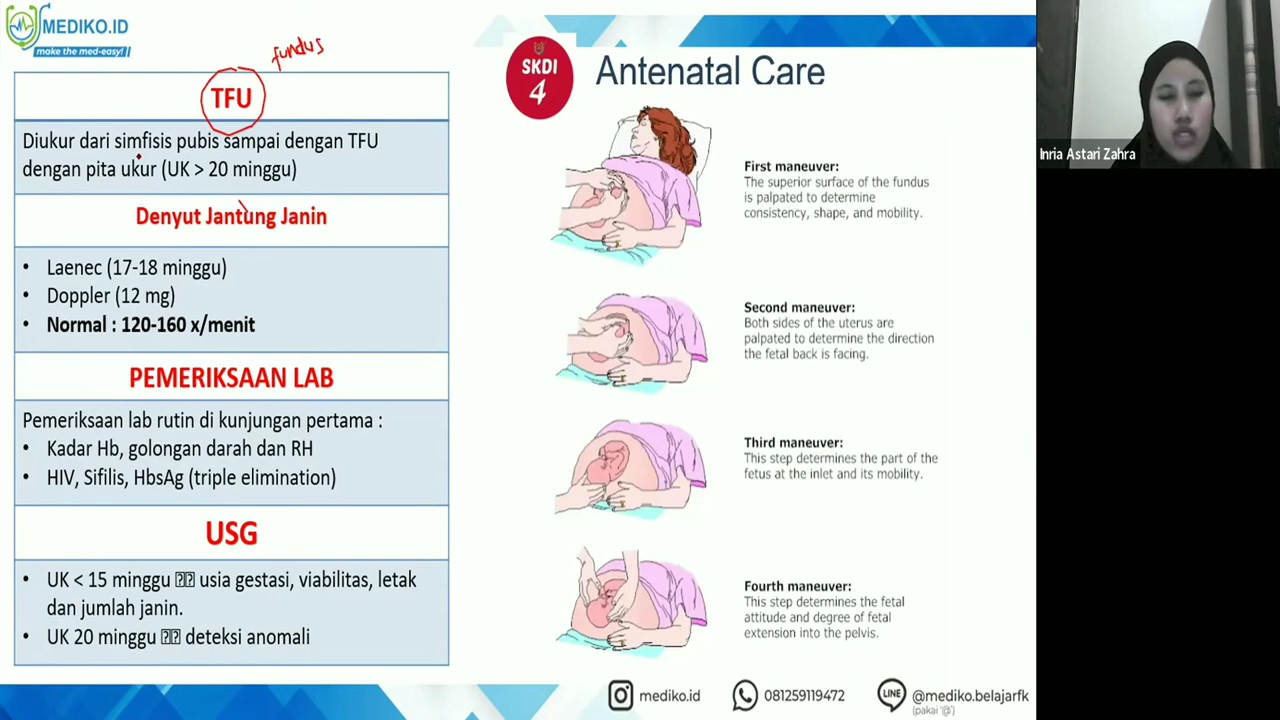 MEDIKO.ID
make the med-easy!
fundus
TFU
Diukur dari simfisis pubis sampai dengan TFU
dengan pita ukur (UK > 20 minggu)
Denyut Jantung Janin
• Laenec (17-18 minggu)
• Doppler (12 mg)
• Normal : 120-160 x/menit
PEMERIKSAAN LAB
Pemeriksaan lab rutin di kunjungan pertama :
• Kadar Hb, golongan darah dan RH
• HIV, Sifilis, HbsAg (triple elimination)
USG
• UK < 15 minggu usia gestasi, viabilitas, letak
dan jumlah janin.
• UK 20 minggu deteksi anomali
SKDI
4
Antenatal Care
First maneuver:
The superior surface of the fundus
is palpated to determine
consistency, shape, and mobility.
Second maneuver:
Both sides of the uterus are
palpated to determine the direction
the fetal back is facing.
Third maneuver:
This step determines the part of the
fetus at the inlet and its mobility.
Fourth maneuver:
This step determines the fetal
attitude and degree of fetal
extension into the pelvis.
mediko.id
081259119472
LINE
@mediko.belajarfk
(pakai '@')
Inria Astari Zahra